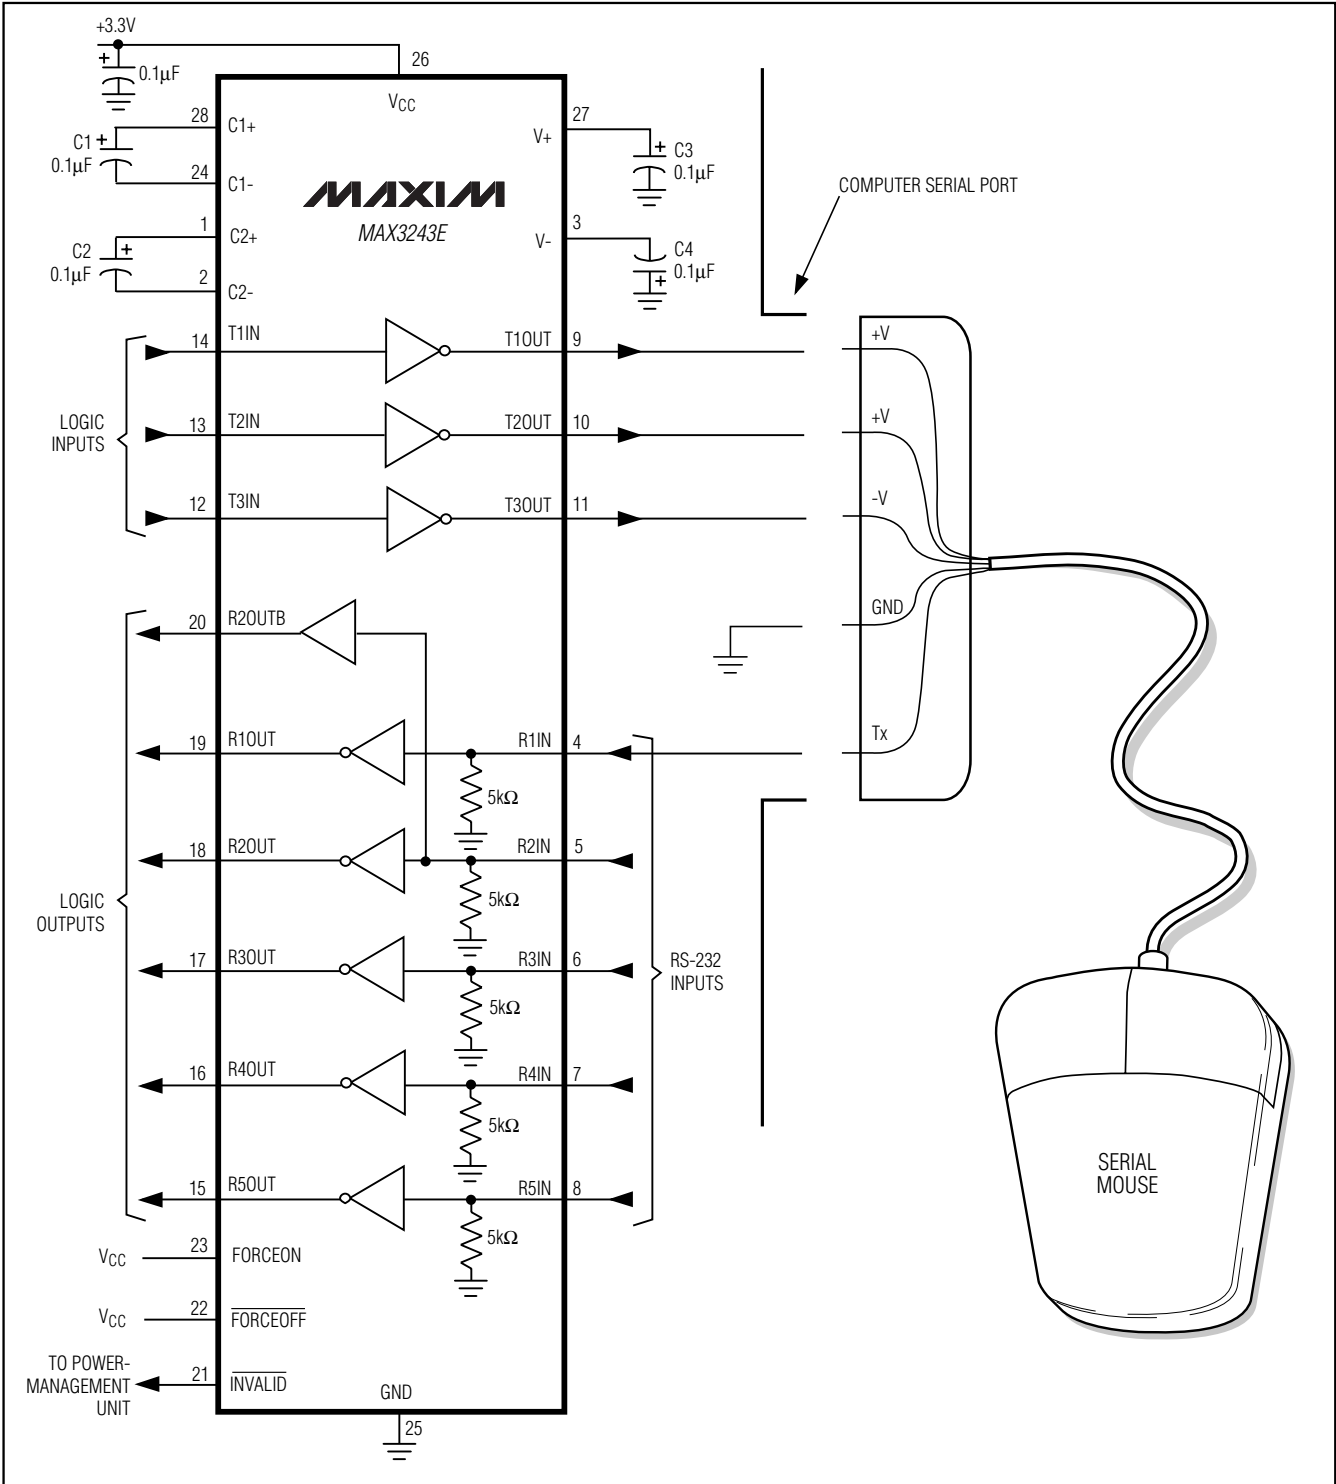 +3.3V
+
0.1µF
26
VCC
28
C1+
C1
+
0.1µF
24
C1-
27
V+
+
C3
0.1µF
MAXIM
MAX3243E
1
C2+
C2
+
0.1µF
2
C2-
3
V-
C4
0.1µF
+
COMPUTER SERIAL PORT
LOGIC
INPUTS
14
T1IN
T1OUT
9
+V
13
T2IN
T2OUT
10
+V
12
T3IN
T3OUT
11
-V
20
R2OUTB
GND
LOGIC
OUTPUTS
19
R1OUT
R1IN
4
Tx
5kΩ
18
R2OUT
R2IN
5
5kΩ
17
R3OUT
R3IN
6
RS-232
INPUTS
5kΩ
16
R4OUT
R4IN
7
5kΩ
15
R5OUT
R5IN
8
5kΩ
VCC
23
FORCEON
VCC
22
FORCEOFF
TO POWER-
MANAGEMENT
UNIT
21
INVALID
GND
25
SERIAL
MOUSE